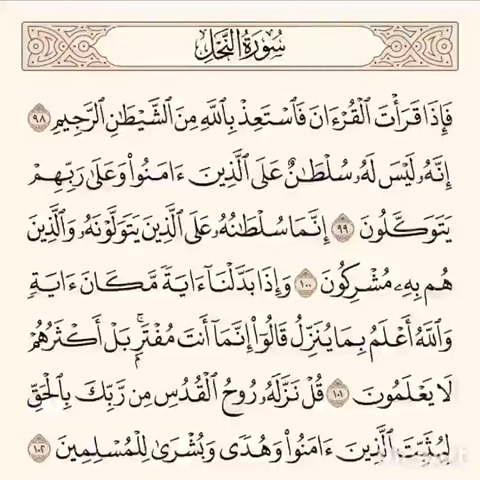 سُورَةُ النَّحْلِ
فَإِذَا قَرَأْتَ ٱلْقُرْءَانَ فَٱسْتَعِذْ بِٱللَّهِ مِنَ ٱلشَّيْطَٰنِ ٱلرَّجِيمِ ٩٨
إِنَّهُۥ لَيْسَ لَهُۥ سُلْطَٰنٌ عَلَى ٱلَّذِينَ ءَامَنُوا۟ وَعَلَىٰ رَبِّهِمْ
يَتَوَكَّلُونَ ٩٩ إِنَّمَا سُلْطَٰنُهُۥ عَلَى ٱلَّذِينَ يَتَوَلَّوْنَهُۥ وَٱلَّذِينَ
هُم بِهِۦ مُشْرِكُونَ ١٠٠ وَإِذَا بَدَّلْنَآ ءَايَةً مَّكَانَ ءَايَةٍ
وَٱللَّهُ أَعْلَمُ بِمَا يُنَزِّلُ قَالُوٓا۟ إِنَّمَآ أَنتَ مُفْتَرٍۭ ۚ بَلْ أَكْثَرُهُمْ
لَا يَعْلَمُونَ ١٠١ قُلْ نَزَّلَهُۥ رُوحُ ٱلْقُدُسِ مِن رَّبِّكَ بِٱلْحَقِّ
لِيُثَبِّتَ ٱلَّذِينَ ءَامَنُوا۟ وَهُدًى وَبُشْرَىٰ لِلْمُسْلِمِينَ ١٠٢